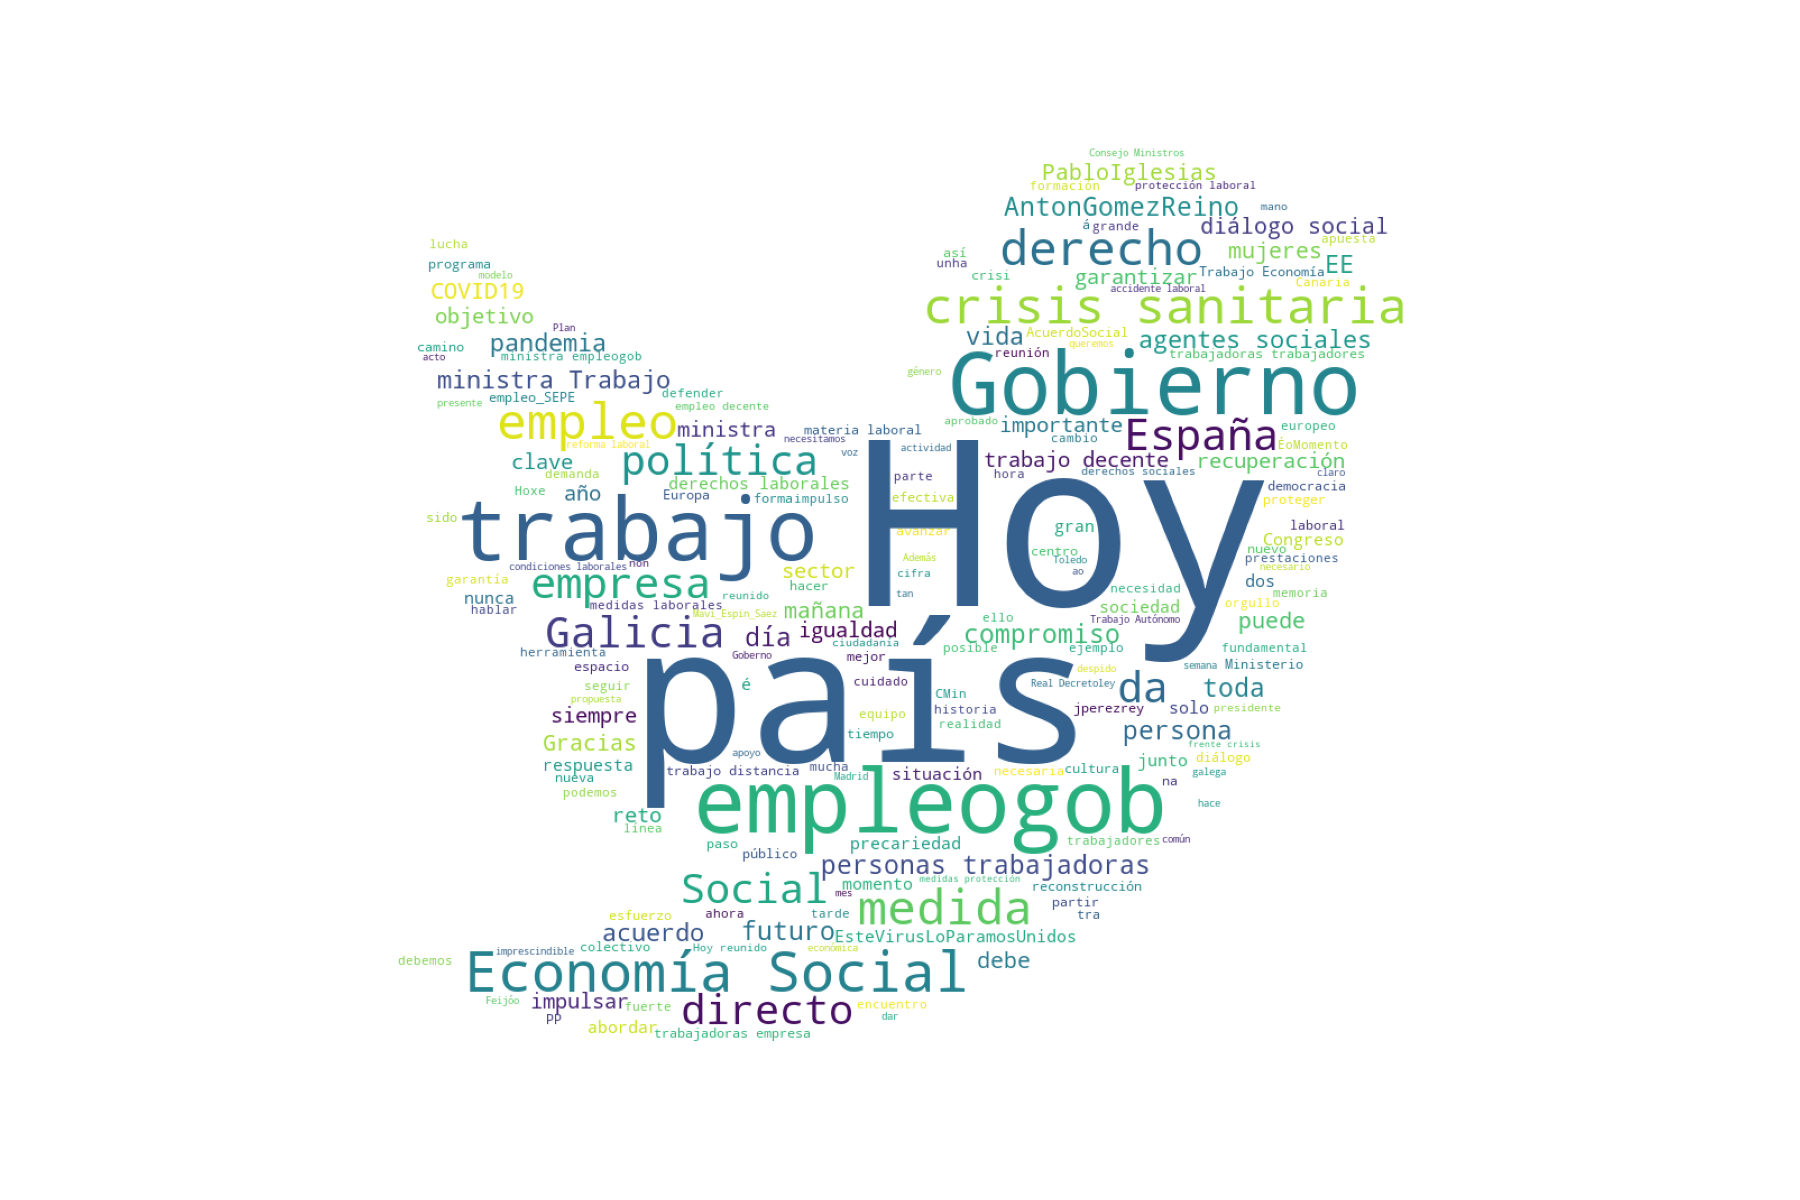 Consejo Ministros
PabloIglesias
formación protección laboral
AntonGomezReino mano
á grande diálogo social
lucha derecho mujeres apuesta
programa así unha EE
modelo crisi garantizar Trabajo Economía
COVID19 accidente laboral Canaria
objetivo crisis sanitaria
Plan vida AcuerdoSocial agentes sociales
camino pandemia queremos
acto ministra empleogob reunión trabajadoras trabajadores
ministra Trabajo género Gobierno
presente empleo_SEPE defender
empleo decente aprobado importante europeo
empleo ministra materia laboral cambio España ÉoMomento
reforma laboral necesitamos actividad
clave política voz trabajo decente recuperación
demanda derechos laborales parte hora derechos sociales claro
Hoxe año Europa formaimpulso efectiva democracia
proteger
sido trabajo Hoy gran laboral
avanzar Congreso
centro nuevo
condiciones laborales non sector Además Toledo prestaciones
garantía empresa hacer cifra ao necesario
nunca reunido tan necesidad dos memoria
hablar medidas laborales Mavi_Espin_Saez mañana sociedad orgullo
ello Trabajo Autónomo puede
Galicia día igualdad compromiso
herramienta Goberno ciudadanía posible ejemplo fundamental
espacio mejor despido semana Ministerio
seguir é país cuidado CMin Real Decretoley da toda
propuesta
siempre equipo historia jperezrey solo presidente
realidad persona
Gracias tiempo frente crisis
respuesta apoyo junto diálogo
nueva trabajo distancia mucha Madrid situación necesaria cultura galega
podemos na
reto empleogob hace
línea
paso público precariedad trabajadores común
personas trabajadoras
Social momento medidas protección reconstrucción
mes medida partir
esfuerzo ahora tarde tra
acuerdo futuro EsteVirusLoParamosUnidos
imprescindible colectivo Hoy reunido económica
debemos Economía Social debe
Feijóo impulsar fuerte directo encuentro
PP abordar dar
trabajadoras empresa